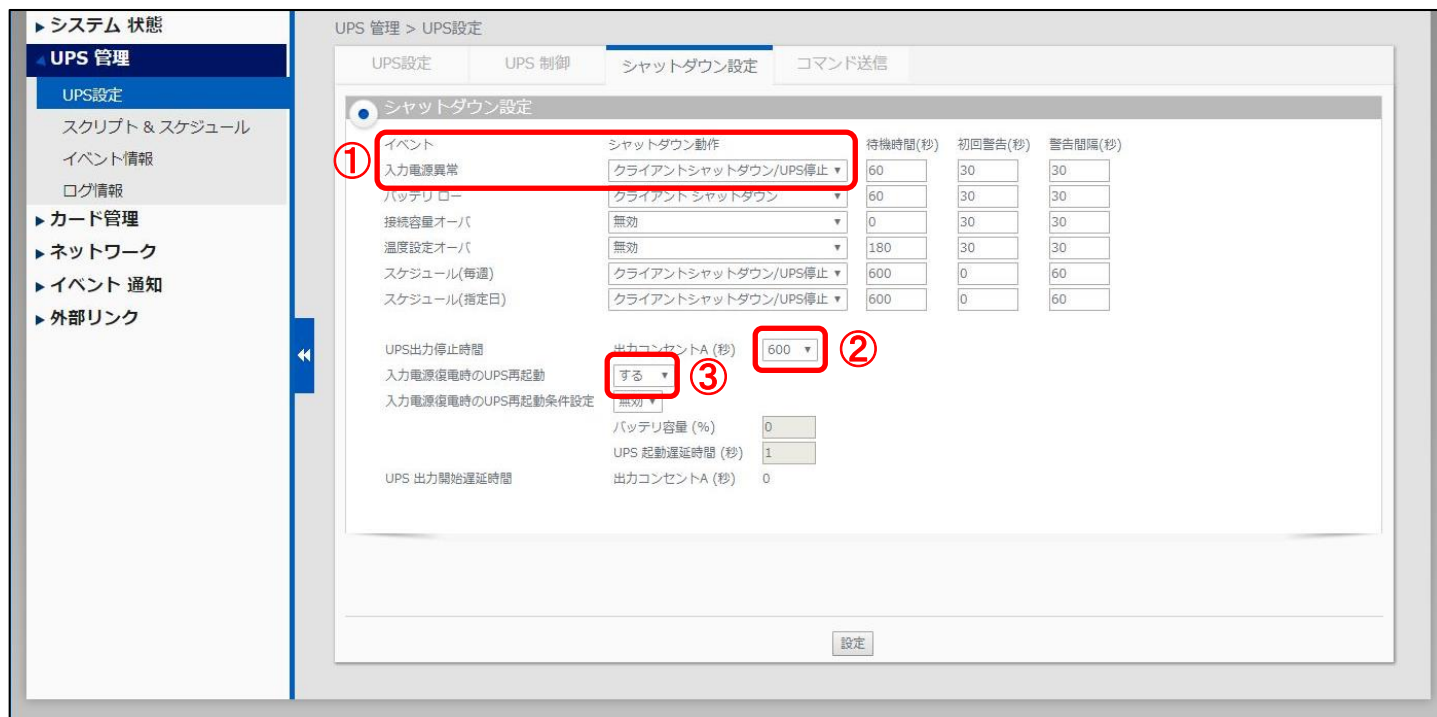 ▶システム 状態
UPS 管理
UPS設定
スクリプト & スケジュール
イベント情報
ログ情報
▶カード管理
▶ネットワーク
▶イベント 通知
▶外部リンク
UPS 管理 > UPS設定
UPS設定 UPS 制御 シャットダウン設定 コマンド送信
シャットダウン設定
①
イベント シャットダウン動作 待機時間(秒) 初回警告(秒) 警告間隔(秒)
入力電源異常 クライアントシャットダウン/UPS停止 ▼ 60 30 30
バッテリ ロー クライアント シャットダウン ▼ 60 30 30
接続容量オーバ 無効 ▼ 0 30 30
温度設定オーバ 無効 ▼ 180 30 30
スケジュール(毎週) クライアントシャットダウン/UPS停止 ▼ 600 0 60
スケジュール(指定日) クライアントシャットダウン/UPS停止 ▼ 600 0 60
UPS出力停止時間 出力コンセントA (秒) 600 ▼ ②
入力電源復電時のUPS再起動 する ▼ ③
入力電源復電時のUPS再起動条件設定 無効 ▼
バッテリ容量 (%) 0
UPS 起動遅延時間 (秒) 1
UPS 出力開始遅延時間 出力コンセントA (秒) 0
設定